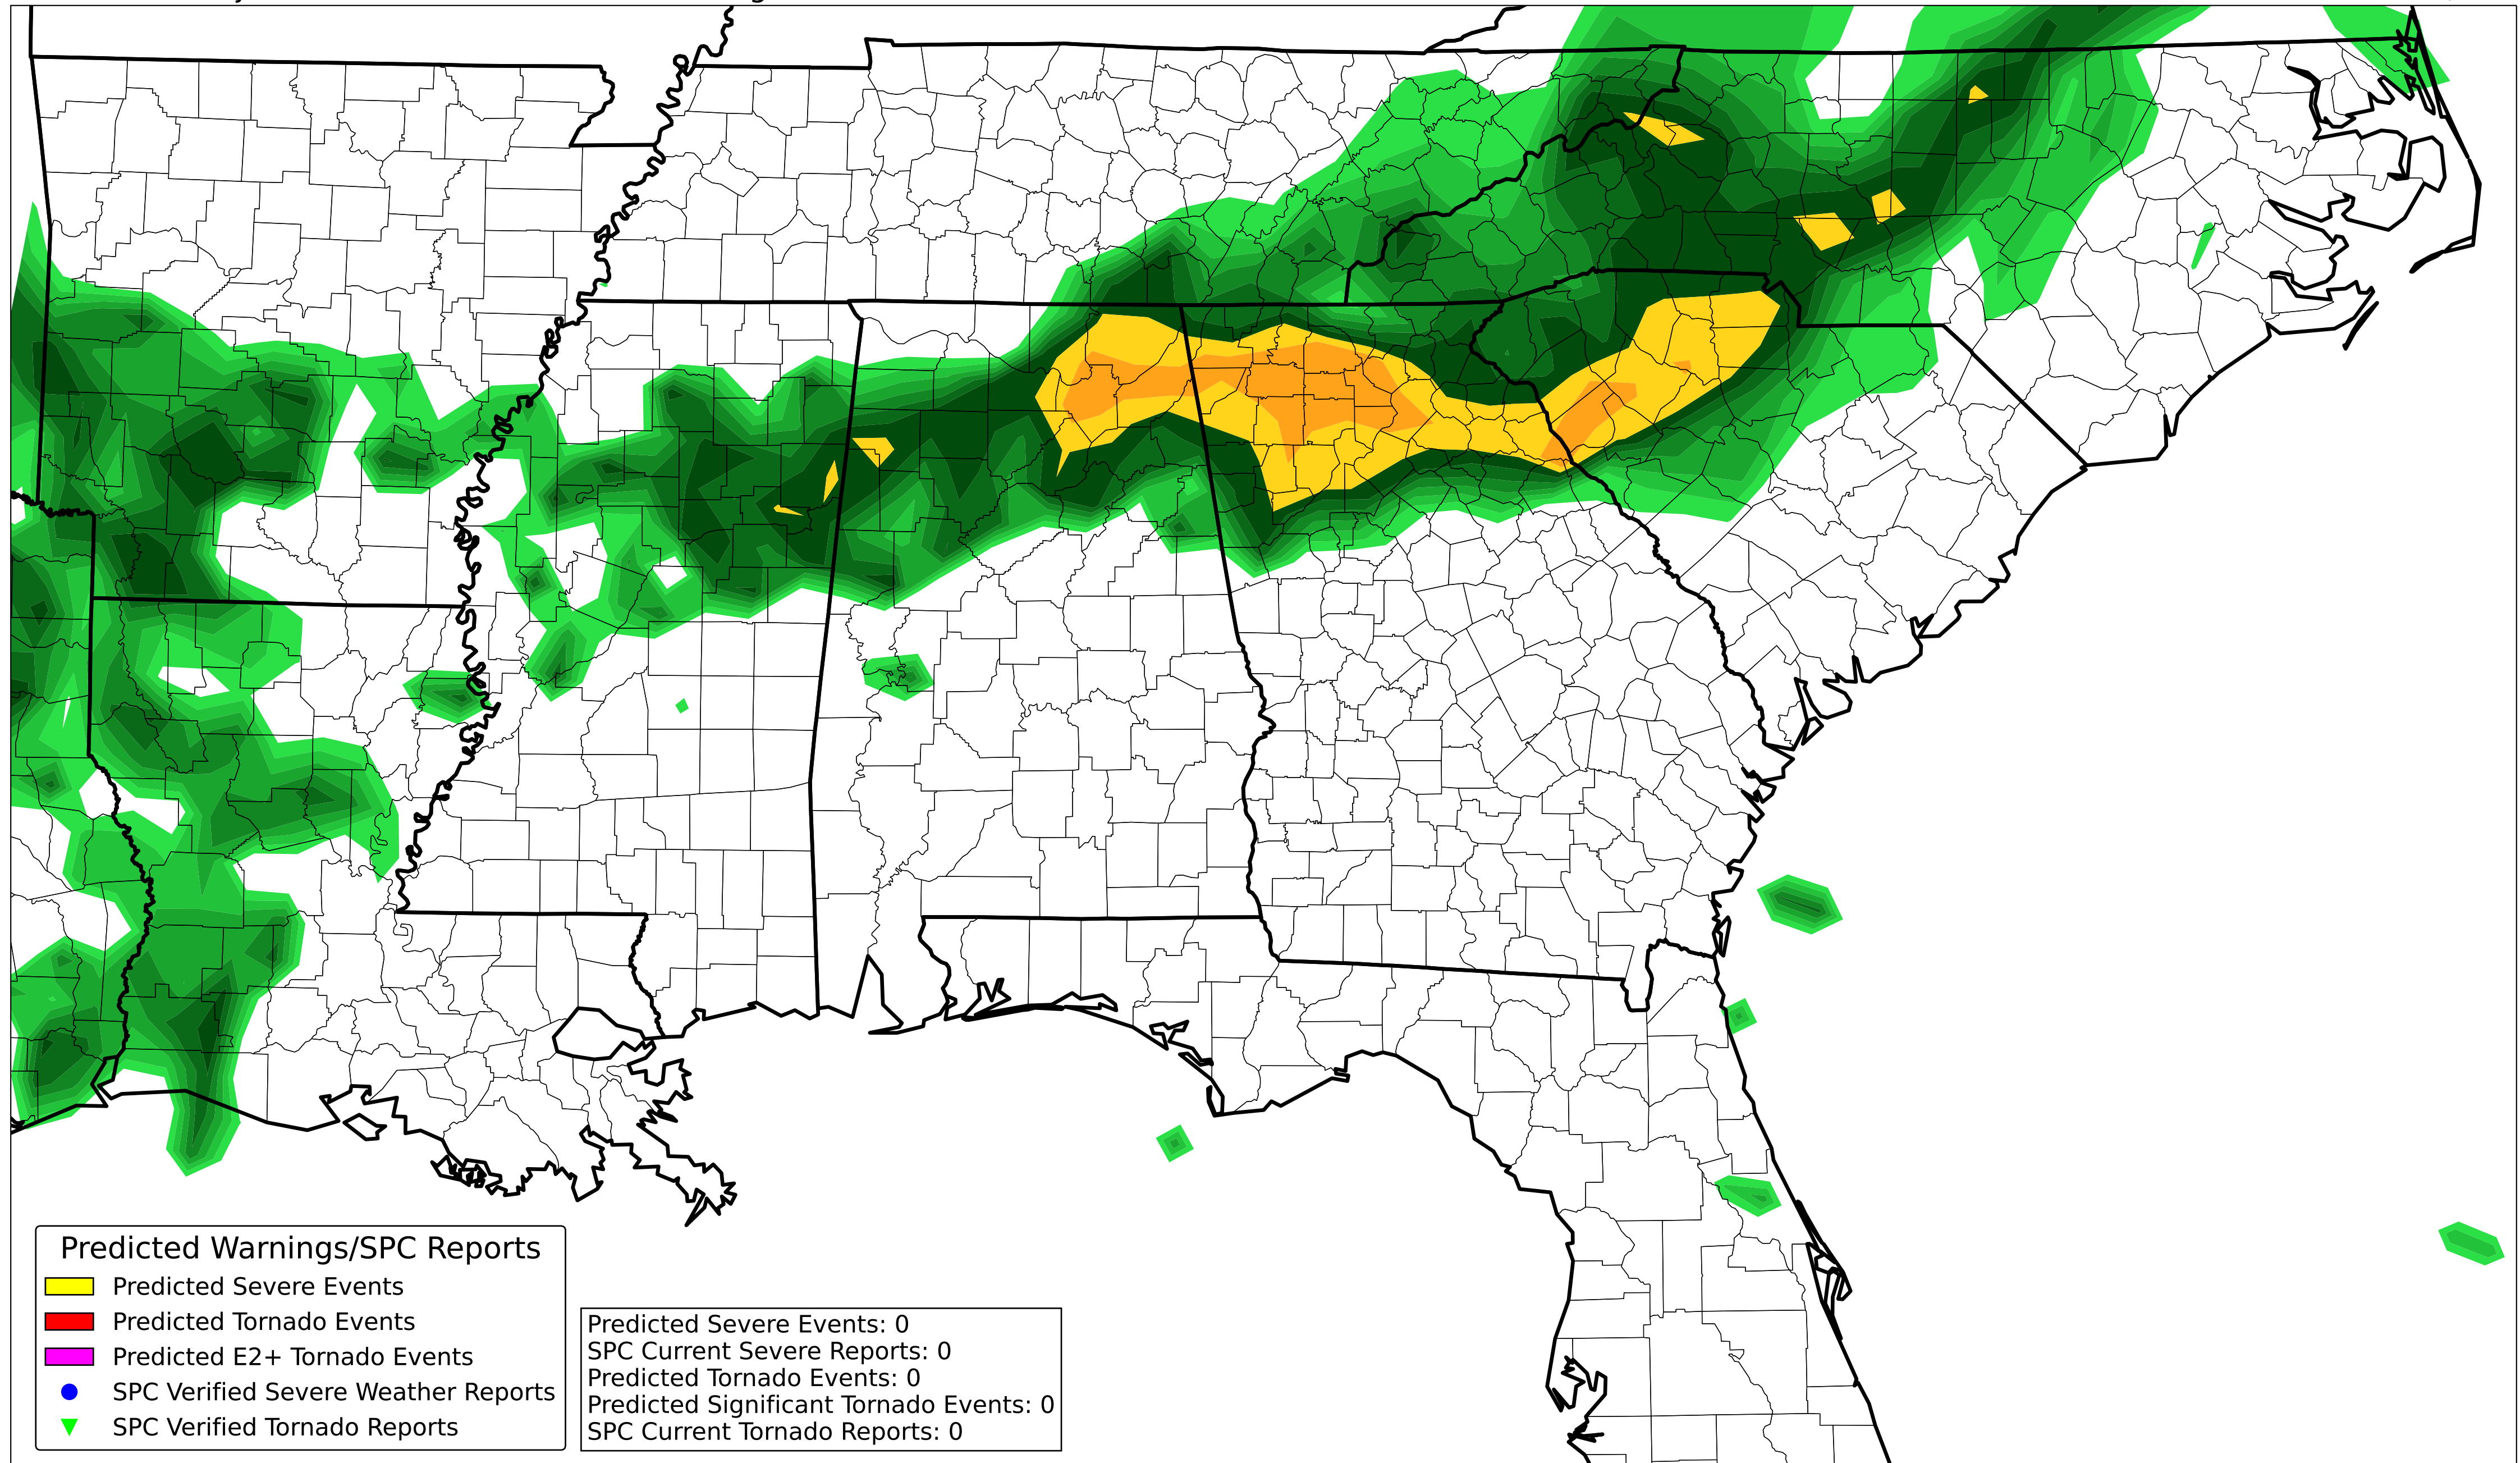 Predicted Warnings/SPC Reports
Predicted Severe Events
Predicted Tornado Events
Predicted E2+ Tornado Events
SPC Verified Severe Weather Reports
SPC Verified Tornado Reports
Predicted Severe Events: 0
SPC Current Severe Reports: 0
Predicted Tornado Events: 0
Predicted Significant Tornado Events: 0
SPC Current Tornado Reports: 0